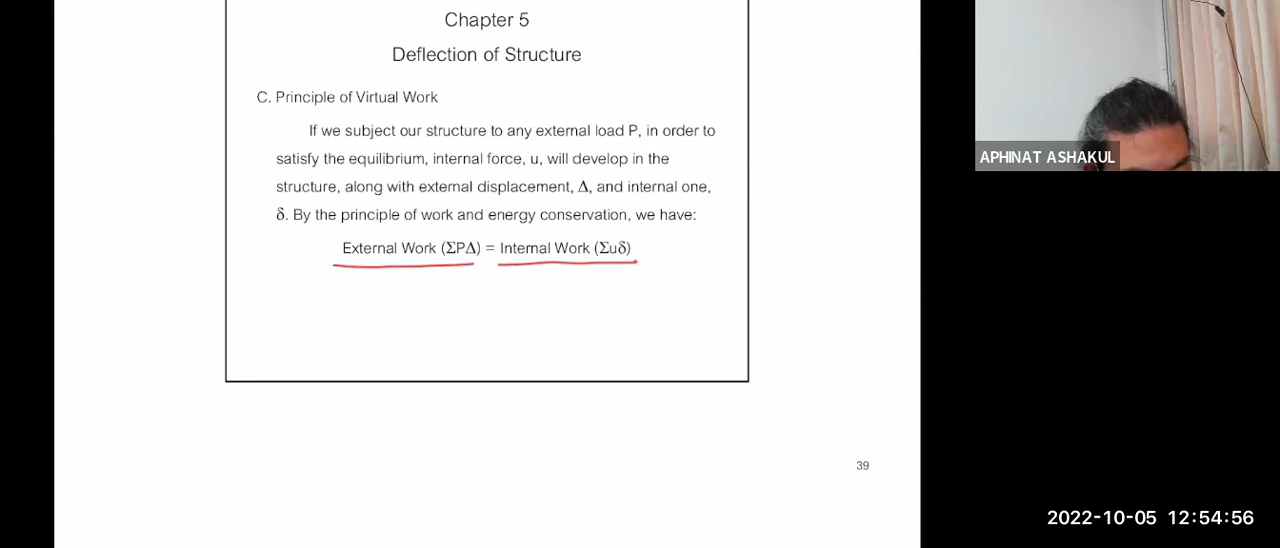 Chapter 5
Deflection of Structure
C. Principle of Virtual Work
If we subject our structure to any external load P, in order to
satisfy the equilibrium, internal force, u, will develop in the
structure, along with external displacement, Δ, and internal one,
δ. By the principle of work and energy conservation, we have:
External Work (ΣPΔ) = Internal Work (Σuδ)
39
APHINAT ASHAKUL
2022-10-05 12:54:56